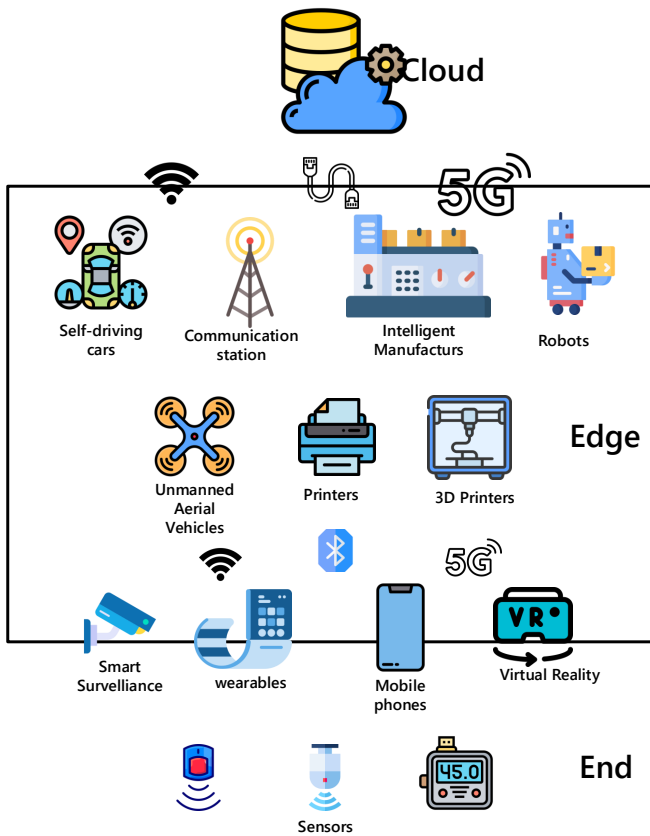 Cloud
5G
Self-driving
cars
Communication
station
Intelligent
Manufacturs
Robots
Edge
Unmanned
Aerial
Vehicles
Printers
3D Printers
5G
VR
Smart
Survelliance
wearables
Mobile
phones
Virtual Reality
45.0
End
Sensors